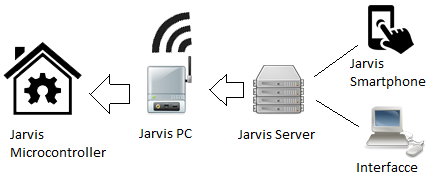 Jarvis
Smartphone
Jarvis
Microcontroller
Jarvis PC
Jarvis Server
Interfacce